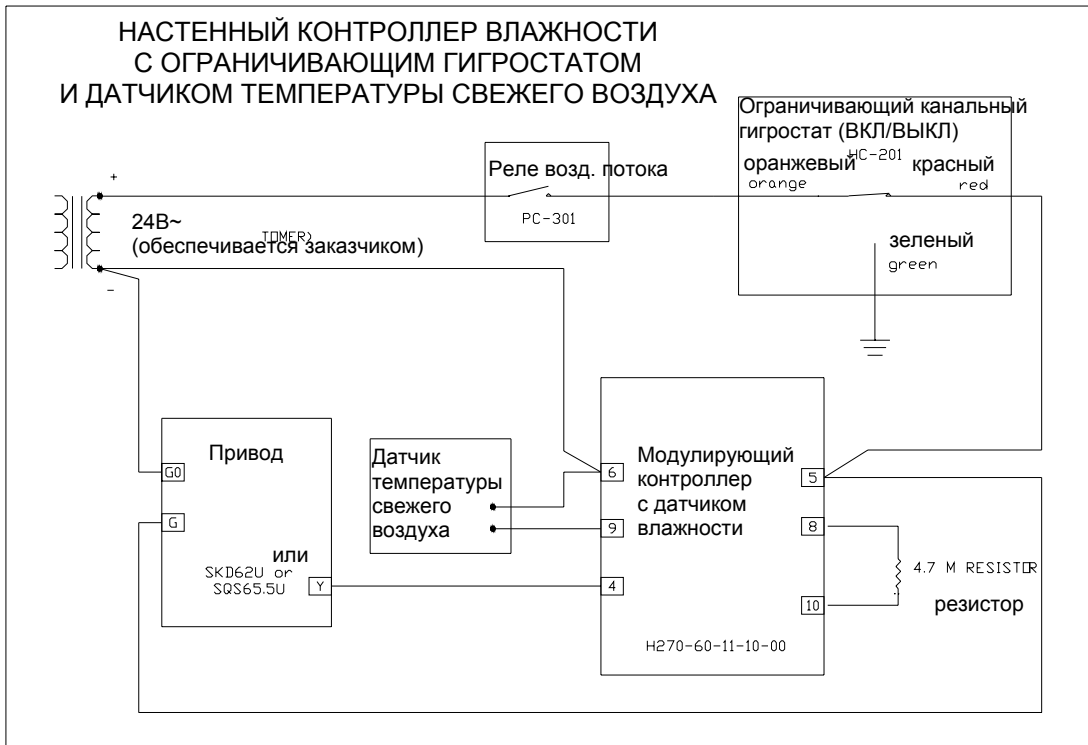 НАСТЕННЫЙ КОНТРОЛЛЕР ВЛАЖНОСТИ
С ОГРАНИЧИВАЮЩИМ ГИГРОСТАТОМ
И ДАТЧИКОМ ТЕМПЕРАТУРЫ СВЕЖЕГО ВОЗДУХА
Ограничивающий канальный
гигростат (ВКЛ/ВЫКЛ)
HC-201
оранжевый
orange
красный
red
зеленый
green
Реле возд. потока
PC-301
+
24В~
TOMER)
(обеспечивается заказчиком)
-
Привод
G0
G
или
SKD62U or
SQS65.5U
Y
Датчик
температуры
свежего
воздуха
6
9
4
Модулирующий
контроллер
с датчиком
влажности
5
8
10
H270-60-11-10-00
4.7 M RESISTOR
резистор